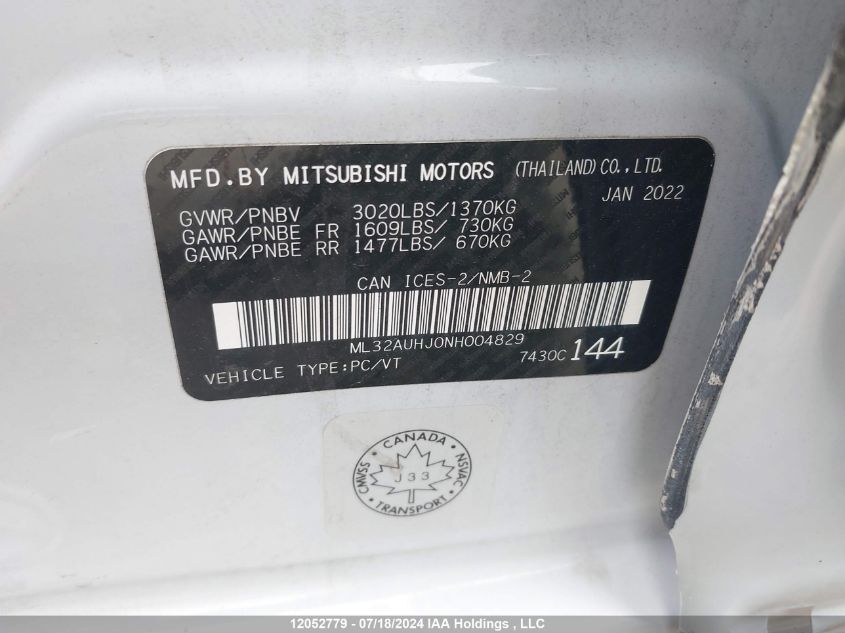 MFD.BY MITSUBISHI MOTORS (THAILAND)CO.,LTD.
JAN 2022
GVWR/PNBV 3020LBS/1370KG
GAWR/PNBE FR 1609LBS/ 730KG
GAWR/PNBE RR 1477LBS/ 670KG
CAN ICES-2/NMB-2
ML32AUHJ0NH004829
VEHICLE TYPE:PC/VT 7430C144
CANADA
CMVSS J33 NSVAC
TRANSPORT
12052779 - 07/18/2024 IAA Holdings , LLC